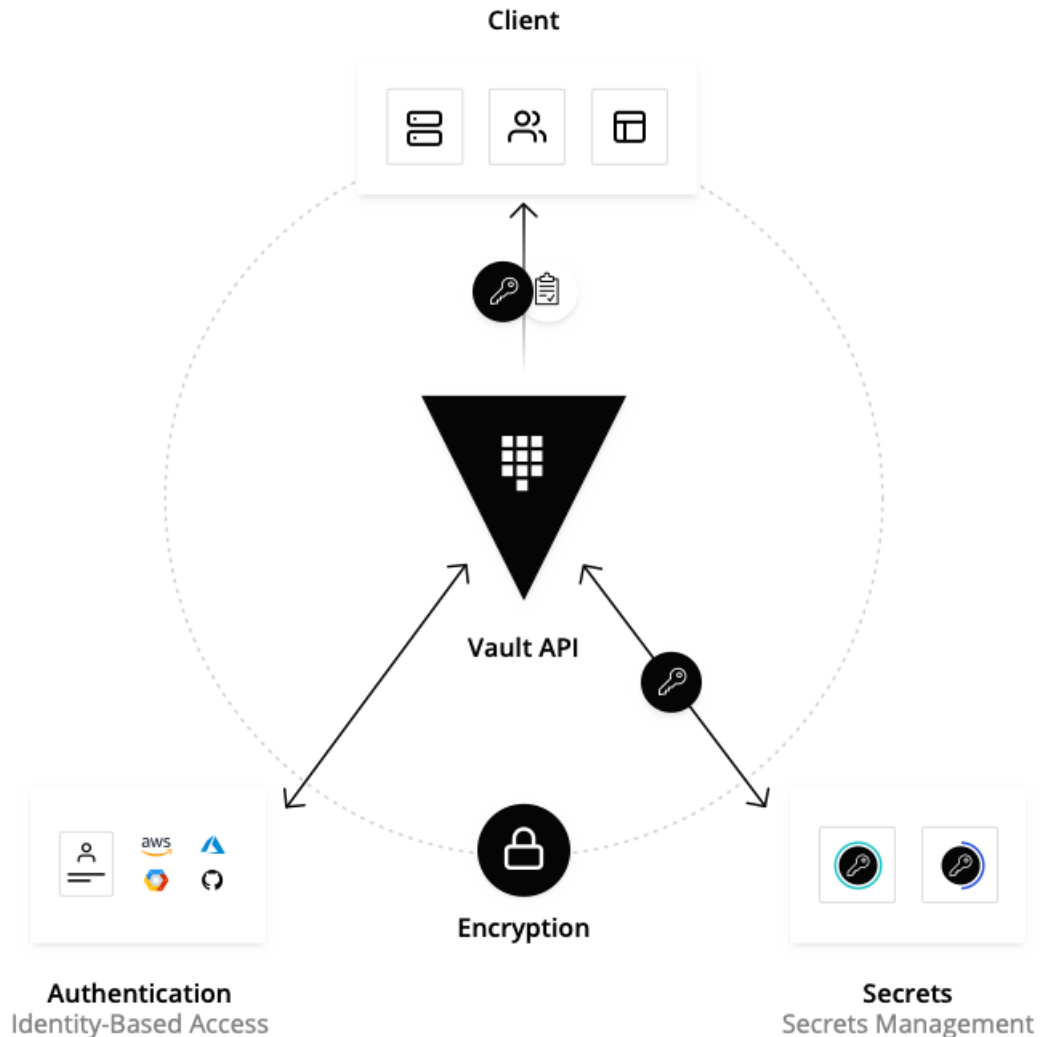 Client
Vault API
aws
Encryption
Authentication
Identity-Based Access
Secrets
Secrets Management